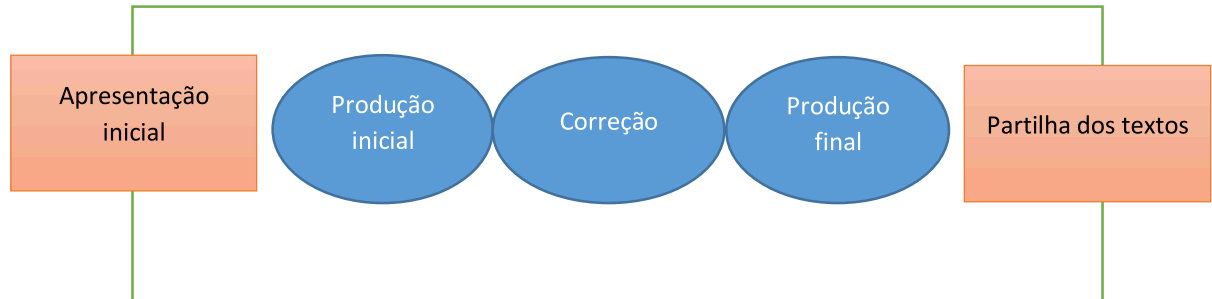 Apresentação
inicial
Produção
inicial
Correção
Produção
final
Partilha dos textos